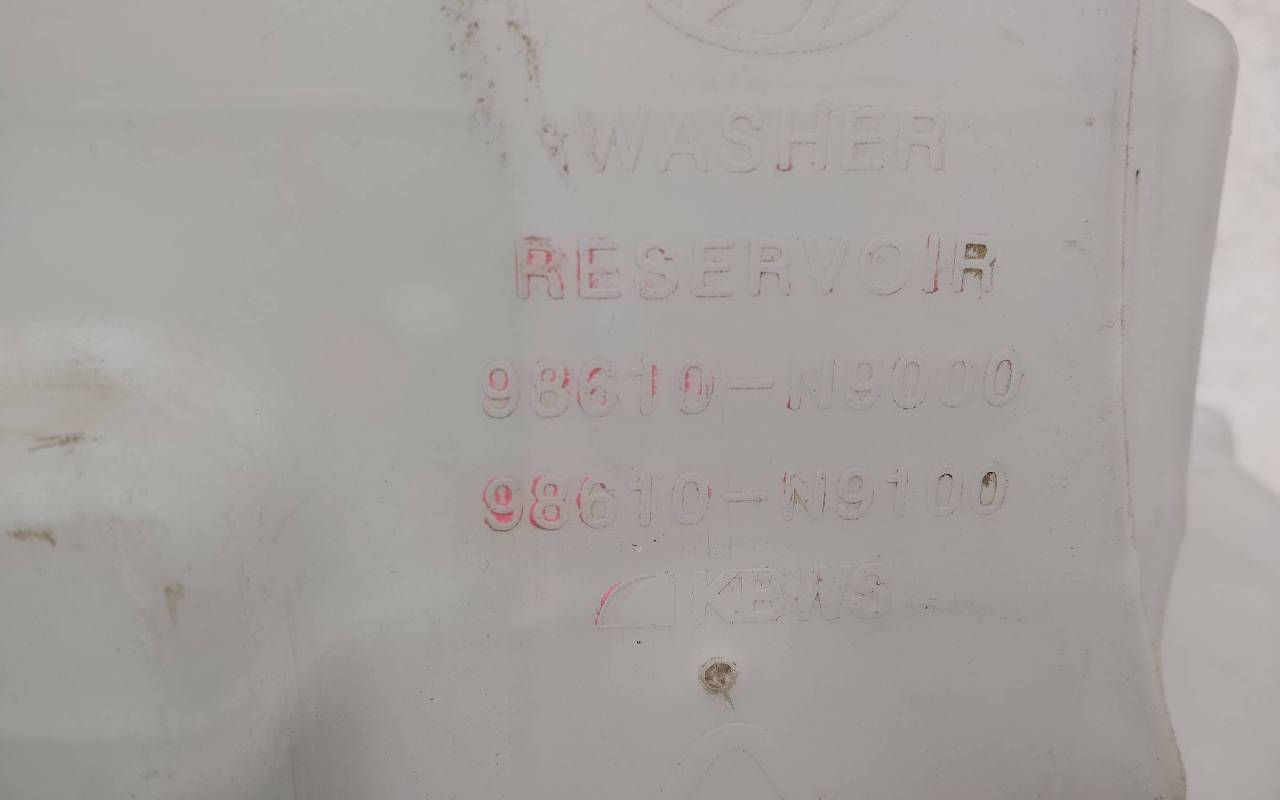 WASHER
RESERVOIR
98610-N9000
98610-N9100
KBWS